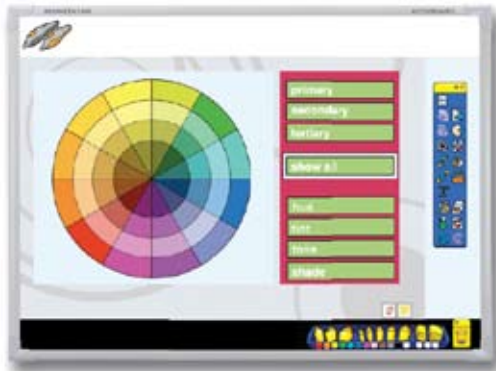 primary
secondary
tertiary
show all
hue
tint
tone
shade